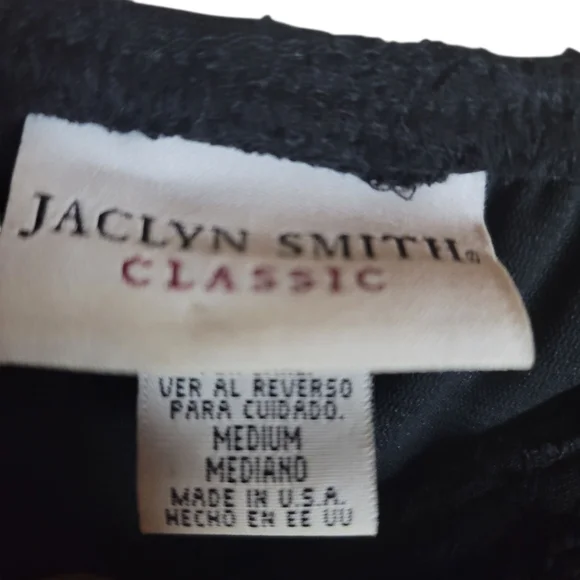 JACLYN SMITH®
CLASSIC
VER AL REVERSO
PARA CUIDADO.
MEDIUM
MEDIANO
MADE IN U.S.A.
HECHO EN EE UU